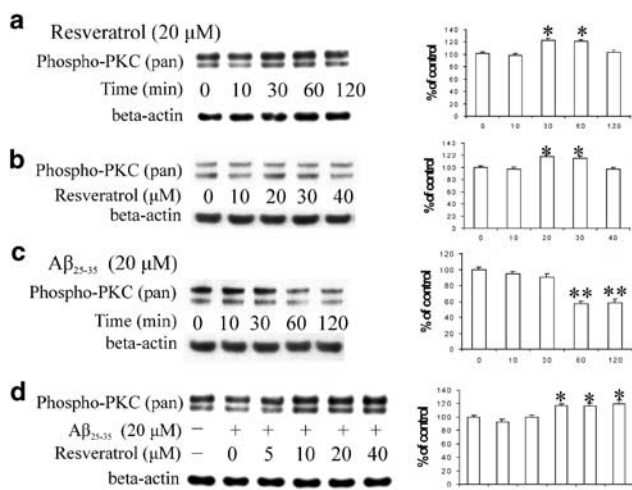 a
Resveratrol (20 μM)
Phospho-PKC (pan)
Time (min) 0 10 30 60 120
beta-actin
% of control
140
120
100
80
60
40
20
0
* *
0 10 30 60 120
b
Phospho-PKC (pan)
Resveratrol (μM) 0 10 20 30 40
beta-actin
% of control
140
120
100
80
60
40
20
0
* *
0 10 20 30 40
c
Aβ25-35 (20 μM)
Phospho-PKC (pan)
Time (min) 0 10 30 60 120
beta-actin
% of control
120
100
80
60
40
20
0
** **
0 10 30 60 120
d
Phospho-PKC (pan)
Aβ25-35 (20 μM) − + + + + +
Resveratrol (μM) − 0 5 10 20 40
beta-actin
% of control
140
120
100
80
60
40
20
0
* * *